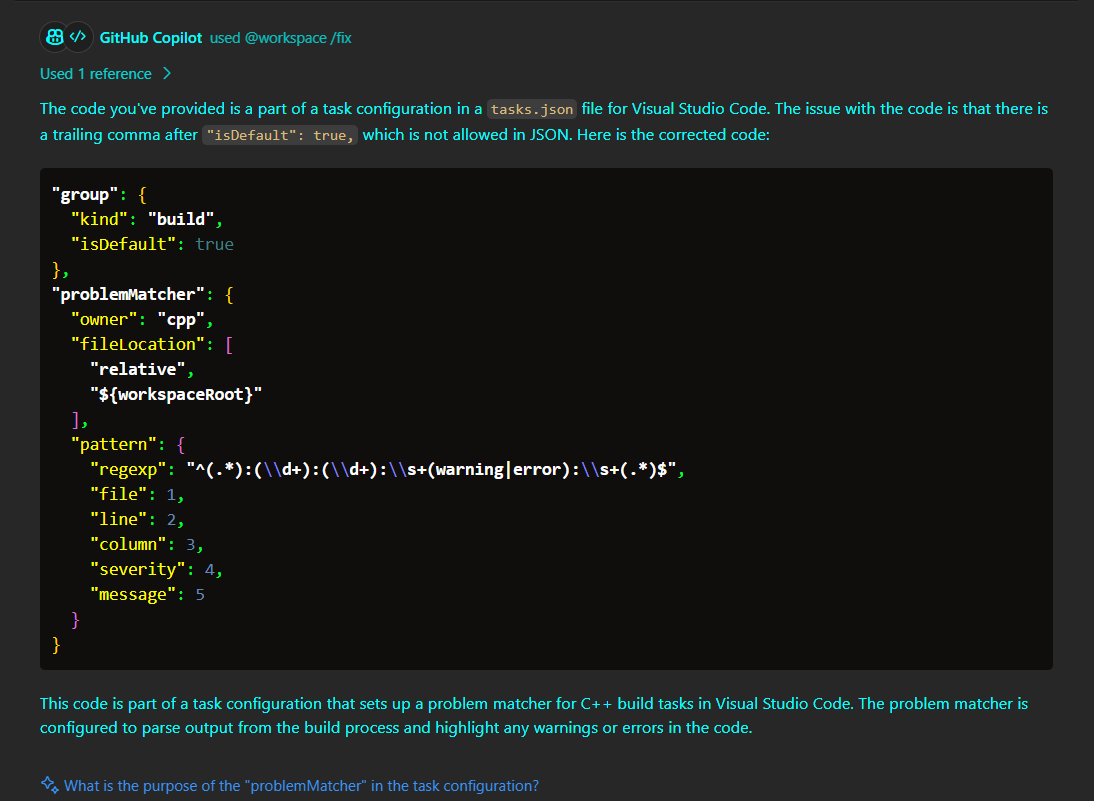 GitHub Copilot used @workspace /fix
Used 1 reference
The code you've provided is a part of a task configuration in a tasks.json file for Visual Studio Code. The issue with the code is that there is
a trailing comma after "isDefault": true, which is not allowed in JSON. Here is the corrected code:
"group": {
  "kind": "build",
  "isDefault": true
},
"problemMatcher": {
  "owner": "cpp",
  "fileLocation": [
    "relative",
    "${workspaceRoot}"
  ],
  "pattern": {
    "regexp": "^(.*):(\\d+):(\\d+):\\s+(warning|error):\\s+(.*)$",
    "file": 1,
    "line": 2,
    "column": 3,
    "severity": 4,
    "message": 5
  }
}
This code is part of a task configuration that sets up a problem matcher for C++ build tasks in Visual Studio Code. The problem matcher is
configured to parse output from the build process and highlight any warnings or errors in the code.
What is the purpose of the "problemMatcher" in the task configuration?